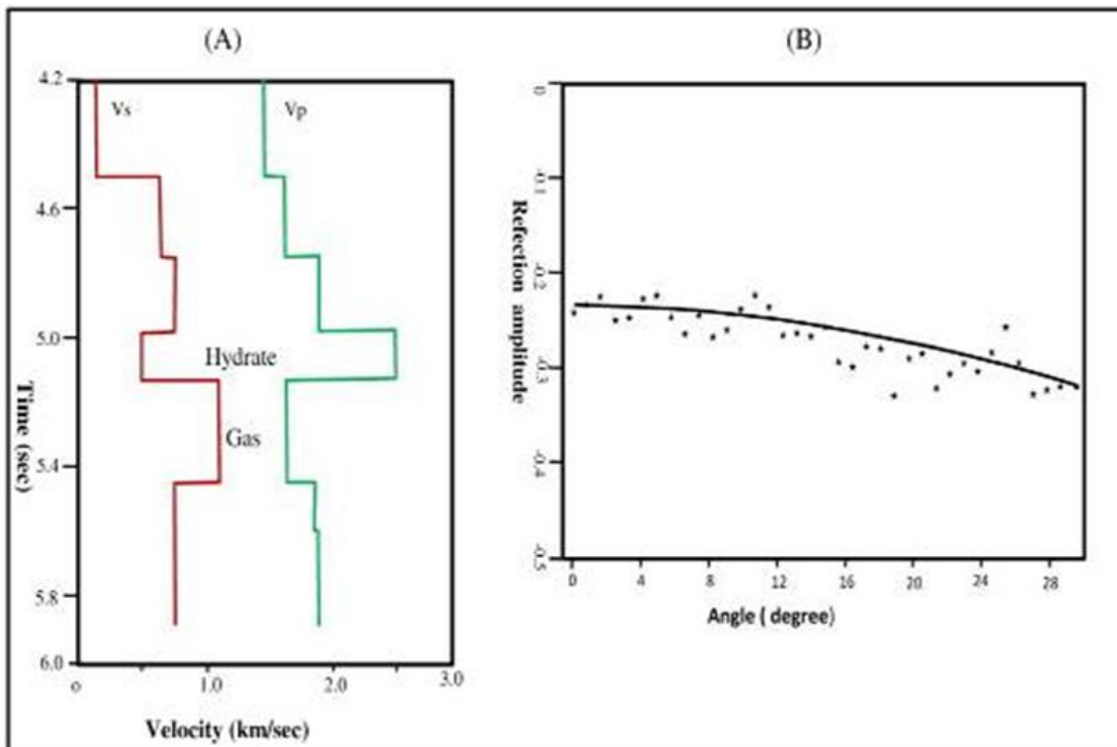 (A)
(B)
4.2
4.6
5.0
5.4
5.8
6.0
Time (sec)
Vs
Vp
Hydrate
Gas
o
1.0
2.0
3.0
Velocity (km/sec)
0
-0.1
-0.2
-0.3
-0.4
-0.5
Refection amplitude
0
4
8
12
16
20
24
28
Angle ( degree)